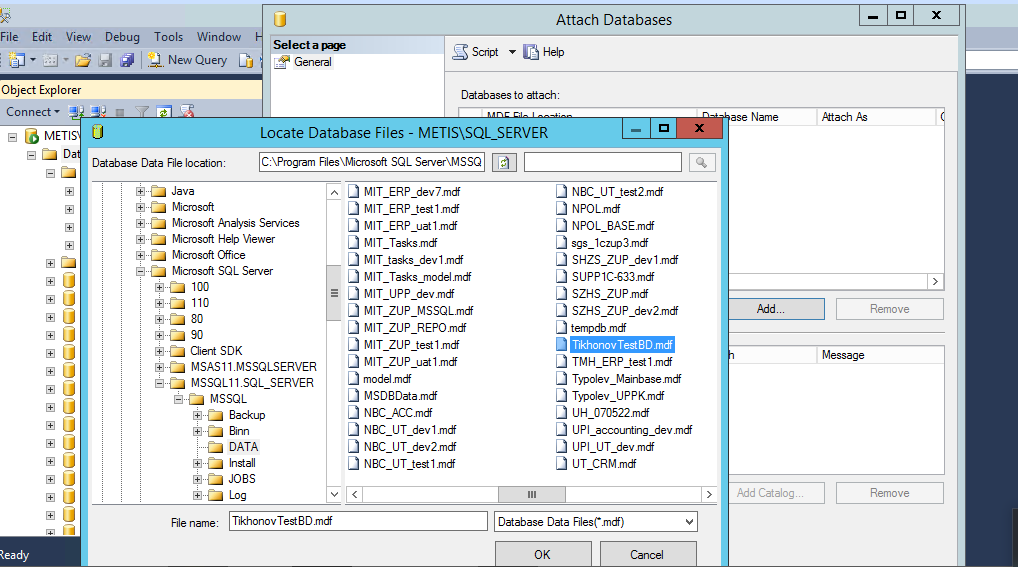 Attach Databases
File Edit View Debug Tools Window H
New Query
Object Explorer
Connect
METIS\
Dat
Select a page
General
Script Help
Databases to attach:
MDF File Location Database Name Attach As
Locate Database Files - METIS\SQL_SERVER
Database Data File location: C:\Program Files\Microsoft SQL Server\MSSQ
Java
Microsoft
Microsoft Analysis Services
Microsoft Help Viewer
Microsoft Office
Microsoft SQL Server
100
110
80
90
Client SDK
MSAS11.MSSQLSERVER
MSSQL11.SQL_SERVER
MSSQL
Backup
Binn
DATA
Install
JOBS
Log
MIT_ERP_dev7.mdf
MIT_ERP_test1.mdf
MIT_ERP_uat1.mdf
MIT_Tasks.mdf
MIT_tasks_dev1.mdf
MIT_Tasks_model.mdf
MIT_UPP_dev.mdf
MIT_ZUP_MSSQL.mdf
MIT_ZUP_REPO.mdf
MIT_ZUP_test1.mdf
MIT_ZUP_uat1.mdf
model.mdf
MSDBData.mdf
NBC_ACC.mdf
NBC_UT_dev1.mdf
NBC_UT_dev2.mdf
NBC_UT_test1.mdf
NBC_UT_test2.mdf
NPOL.mdf
NPOL_BASE.mdf
sgs_1czup3.mdf
SHZS_ZUP_dev1.mdf
SUPP1C-633.mdf
SZHS_ZUP.mdf
SZHS_ZUP_dev2.mdf
tempdb.mdf
TikhonovTestBD.mdf
TMH_ERP_test1.mdf
Typolev_Mainbase.mdf
Typolev_UPPK.mdf
UH_070522.mdf
UPI_accounting_dev.mdf
UPI_UT_dev.mdf
UT_CRM.mdf
File name: TikhonovTestBD.mdf Database Data Files(*.mdf)
OK Cancel
Add... Remove
Message
Add Catalog... Remove
Ready